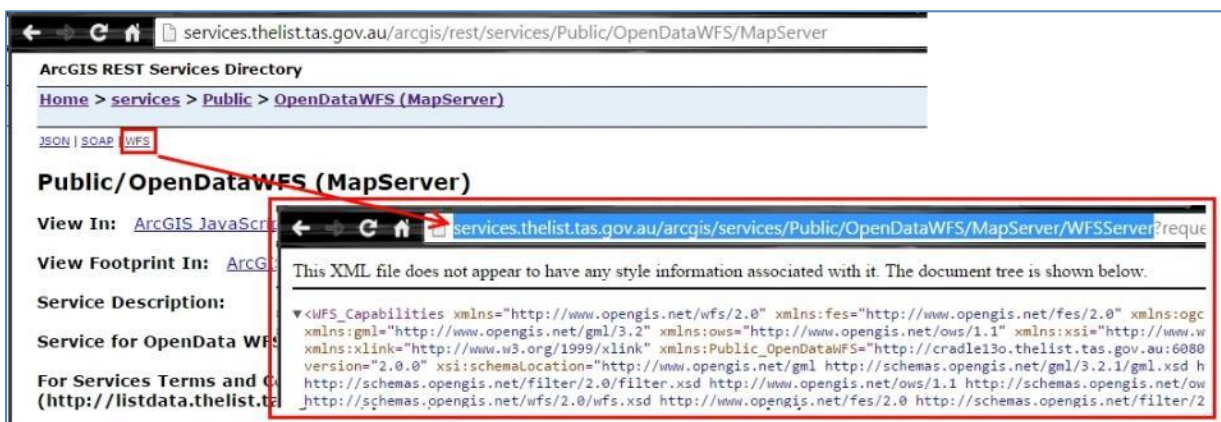 services.thelist.tas.gov.au/arcgis/rest/services/Public/OpenDataWFS/MapServer
ArcGIS REST Services Directory
Home > services > Public > OpenDataWFS (MapServer)
JSON | SOAP | WFS
Public/OpenDataWFS (MapServer)
View In: ArcGIS JavaScri
View Footprint In: ArcG
Service Description:
Service for OpenData WF
For Services Terms and C
(http://listdata.thelist.ta
services.thelist.tas.gov.au/arcgis/services/Public/OpenDataWFS/MapServer/WFSServer?reque
This XML file does not appear to have any style information associated with it. The document tree is shown below.
▼<WFS_Capabilities xmlns="http://www.opengis.net/wfs/2.0" xmlns:fes="http://www.opengis.net/fes/2.0" xmlns:ogc
xmlns:gml="http://www.opengis.net/gml/3.2" xmlns:ows="http://www.opengis.net/ows/1.1" xmlns:xsi="http://www.w
xmlns:xlink="http://www.w3.org/1999/xlink" xmlns:Public_OpenDataWFS="http://cradle13o.thelist.tas.gov.au:6080
version="2.0.0" xsi:schemaLocation="http://www.opengis.net/gml http://schemas.opengis.net/gml/3.2.1/gml.xsd h
http://schemas.opengis.net/filter/2.0/filter.xsd http://www.opengis.net/ows/1.1 http://schemas.opengis.net/ow
http://schemas.opengis.net/wfs/2.0/wfs.xsd http://www.opengis.net/fes/2.0 http://schemas.opengis.net/filter/2